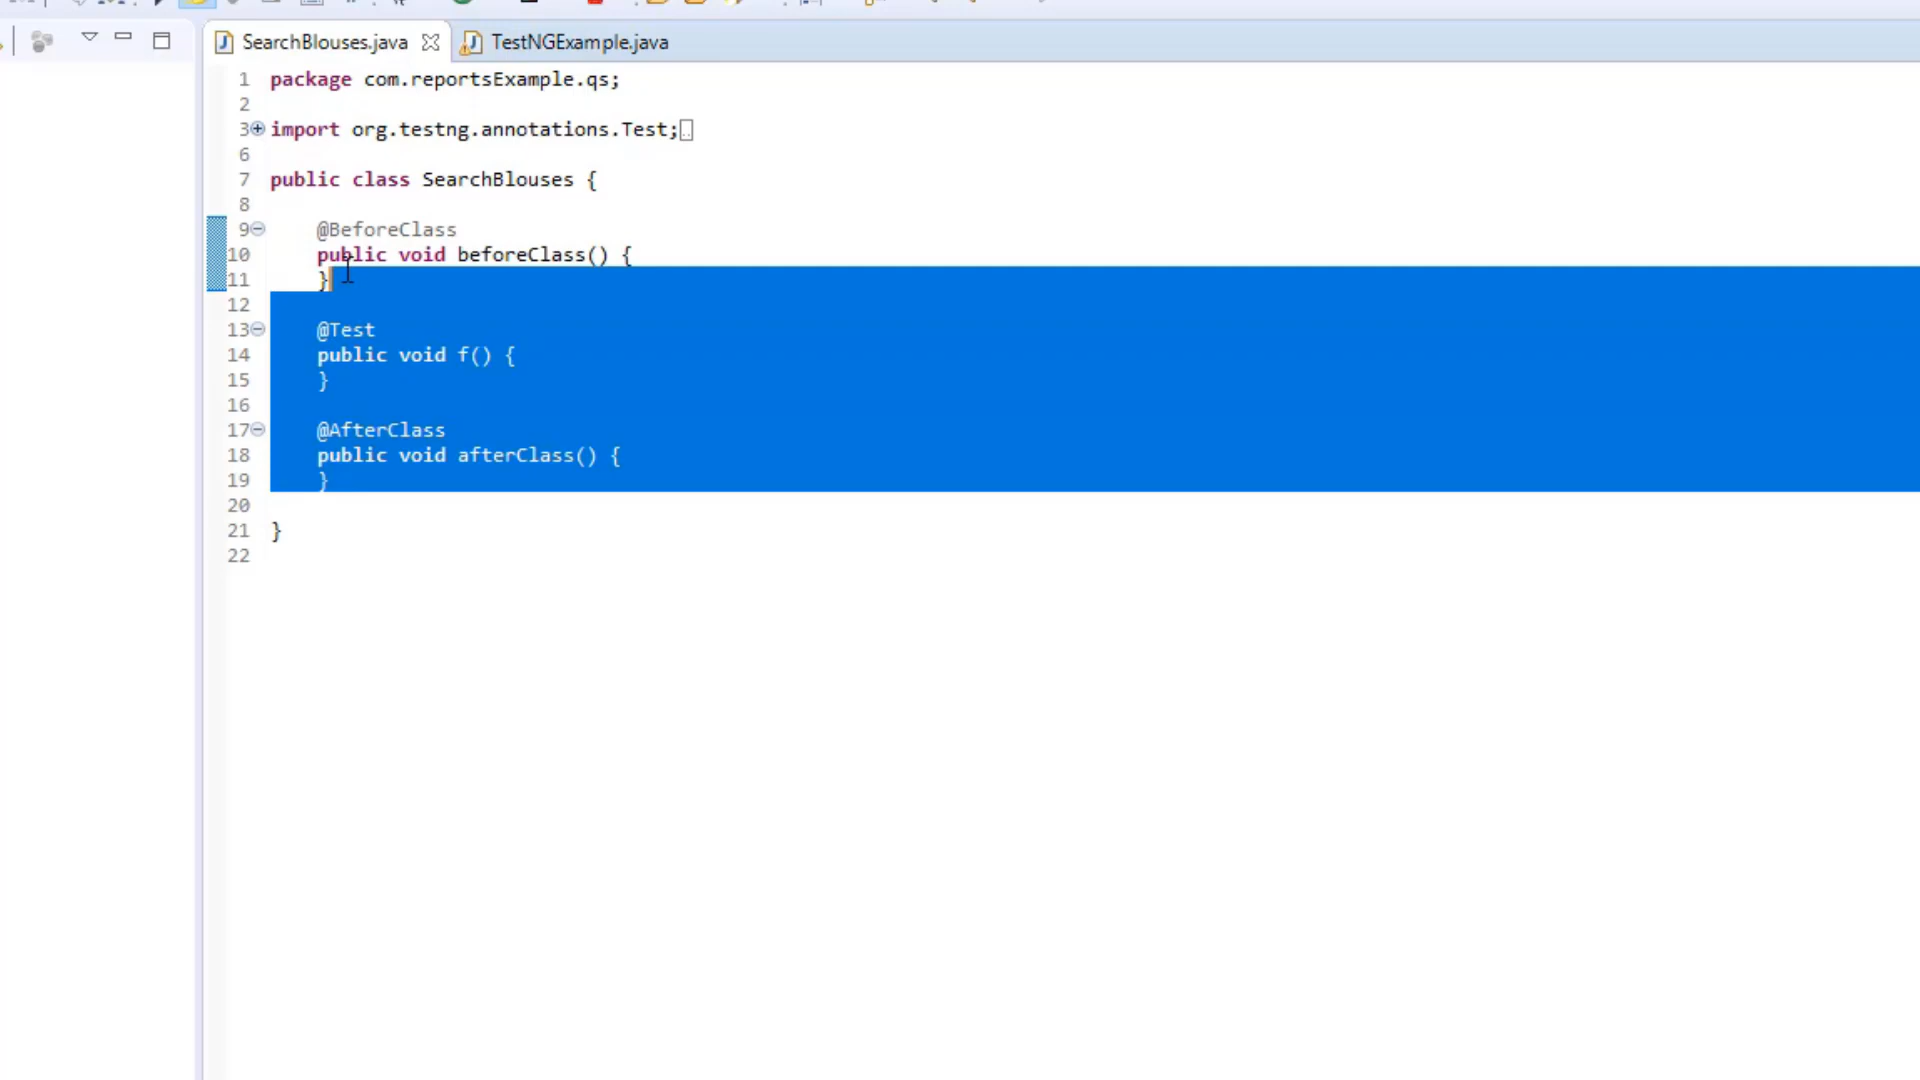 SearchBlouses.java TestNGExample.java
1 package com.reportsExample.qs;
2
3 import org.testng.annotations.Test;
6
7 public class SearchBlouses {
8
9 @BeforeClass
10 public void beforeClass() {
11 }
12
13 @Test
14 public void f() {
15 }
16
17 @AfterClass
18 public void afterClass() {
19 }
20
21 }
22